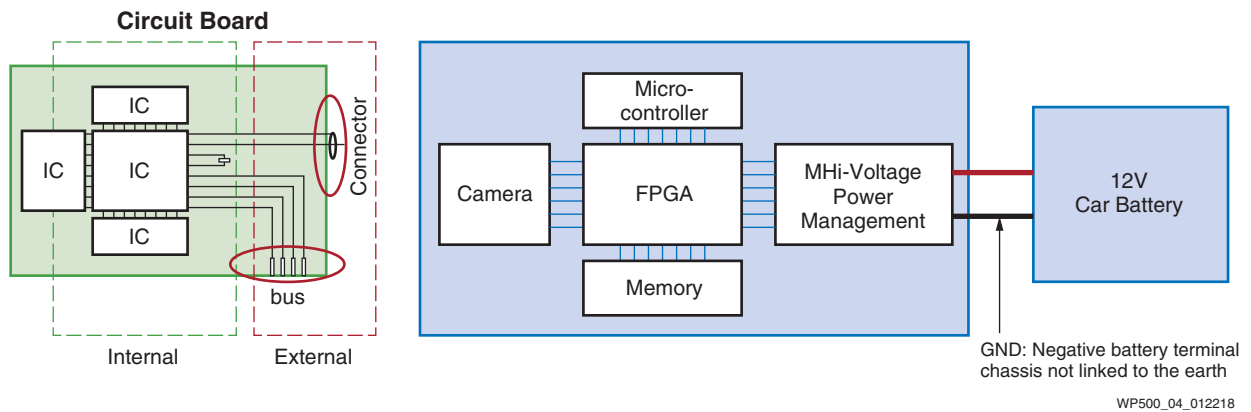 Circuit Board
IC
IC
IC
IC
Connector
bus
Internal
External
Micro-
controller
Camera
FPGA
MHi-Voltage
Power
Management
Memory
12V
Car Battery
GND: Negative battery terminal
chassis not linked to the earth
WP500_04_012218